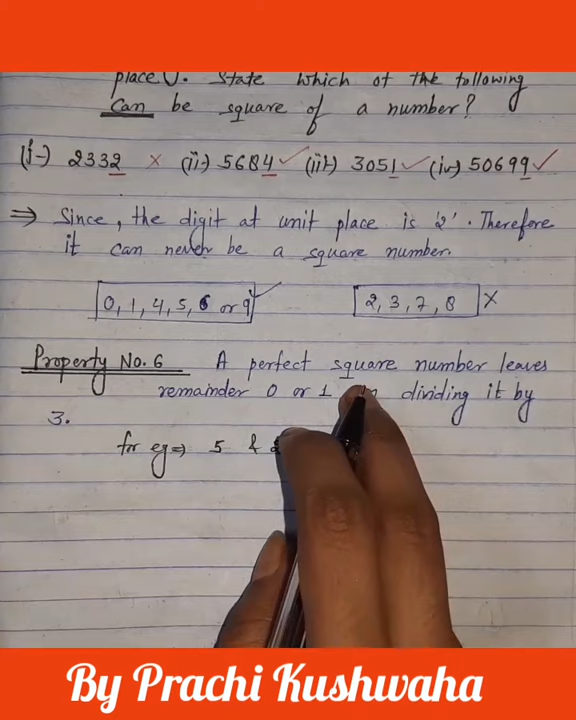 place U. State which of the following
can be square of a number?
(i-) 2332 × (ii-) 5684 ✓ (iii-) 3051 ✓ (iv-) 50699 ✓
⇒ Since, the digit at unit place is '2'. Therefore
it can never be a square number.
0, 1, 4, 5, 6 or 9 ✓ 2, 3, 7, 8 ×
Property No. 6 A perfect square number leaves
remainder 0 or 1 dividing it by
3.
for eg ⇒ 5 &
By Prachi Kushwaha